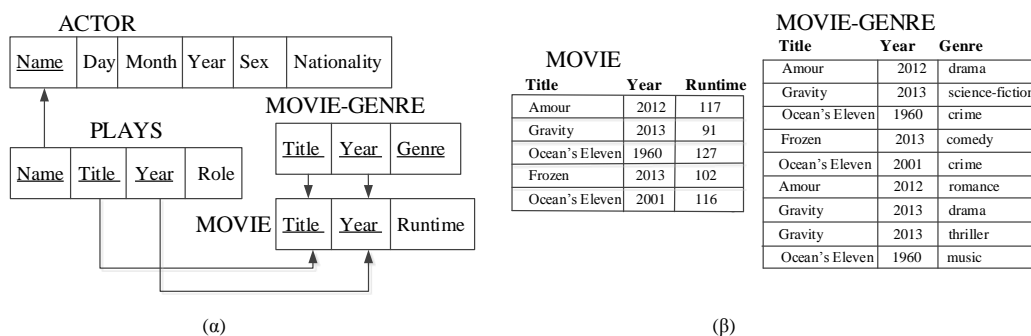 ACTOR
Name Day Month Year Sex Nationality
MOVIE-GENRE
Title Year Genre
PLAYS
Name Title Year Role
MOVIE Title Year Runtime
(α)
MOVIE
Title Year Runtime
Amour 2012 117
Gravity 2013 91
Ocean's Eleven 1960 127
Frozen 2013 102
Ocean's Eleven 2001 116
MOVIE-GENRE
Title Year Genre
Amour 2012 drama
Gravity 2013 science-fiction
Ocean's Eleven 1960 crime
Frozen 2013 comedy
Ocean's Eleven 2001 crime
Amour 2012 romance
Gravity 2013 drama
Gravity 2013 thriller
Ocean's Eleven 1960 music
(β)